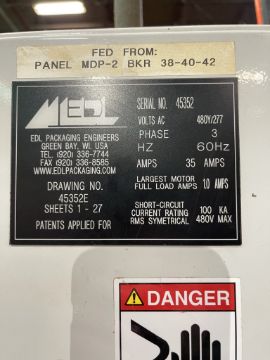 FED FROM:
PANEL MDP-2 BKR 38-40-42
EDL
EDL PACKAGING ENGINEERS
GREEN BAY, WI. USA
TEL (920) 336-7744
FAX (920) 336-8585
WWW.EDLPACKAGING.COM
DRAWING NO.
45352E
SHEETS 1 - 27
PATENTS APPLIED FOR
SERIAL NO. 45352
VOLTS AC 480Y/277
PHASE 3
HZ 60Hz
AMPS 35 AMPS
LARGEST MOTOR
FULL LOAD AMPS 1.0 AMPS
SHORT-CIRCUIT
CURRENT RATING 100 KA
RMS SYMETRICAL 480V MAX
DANGER